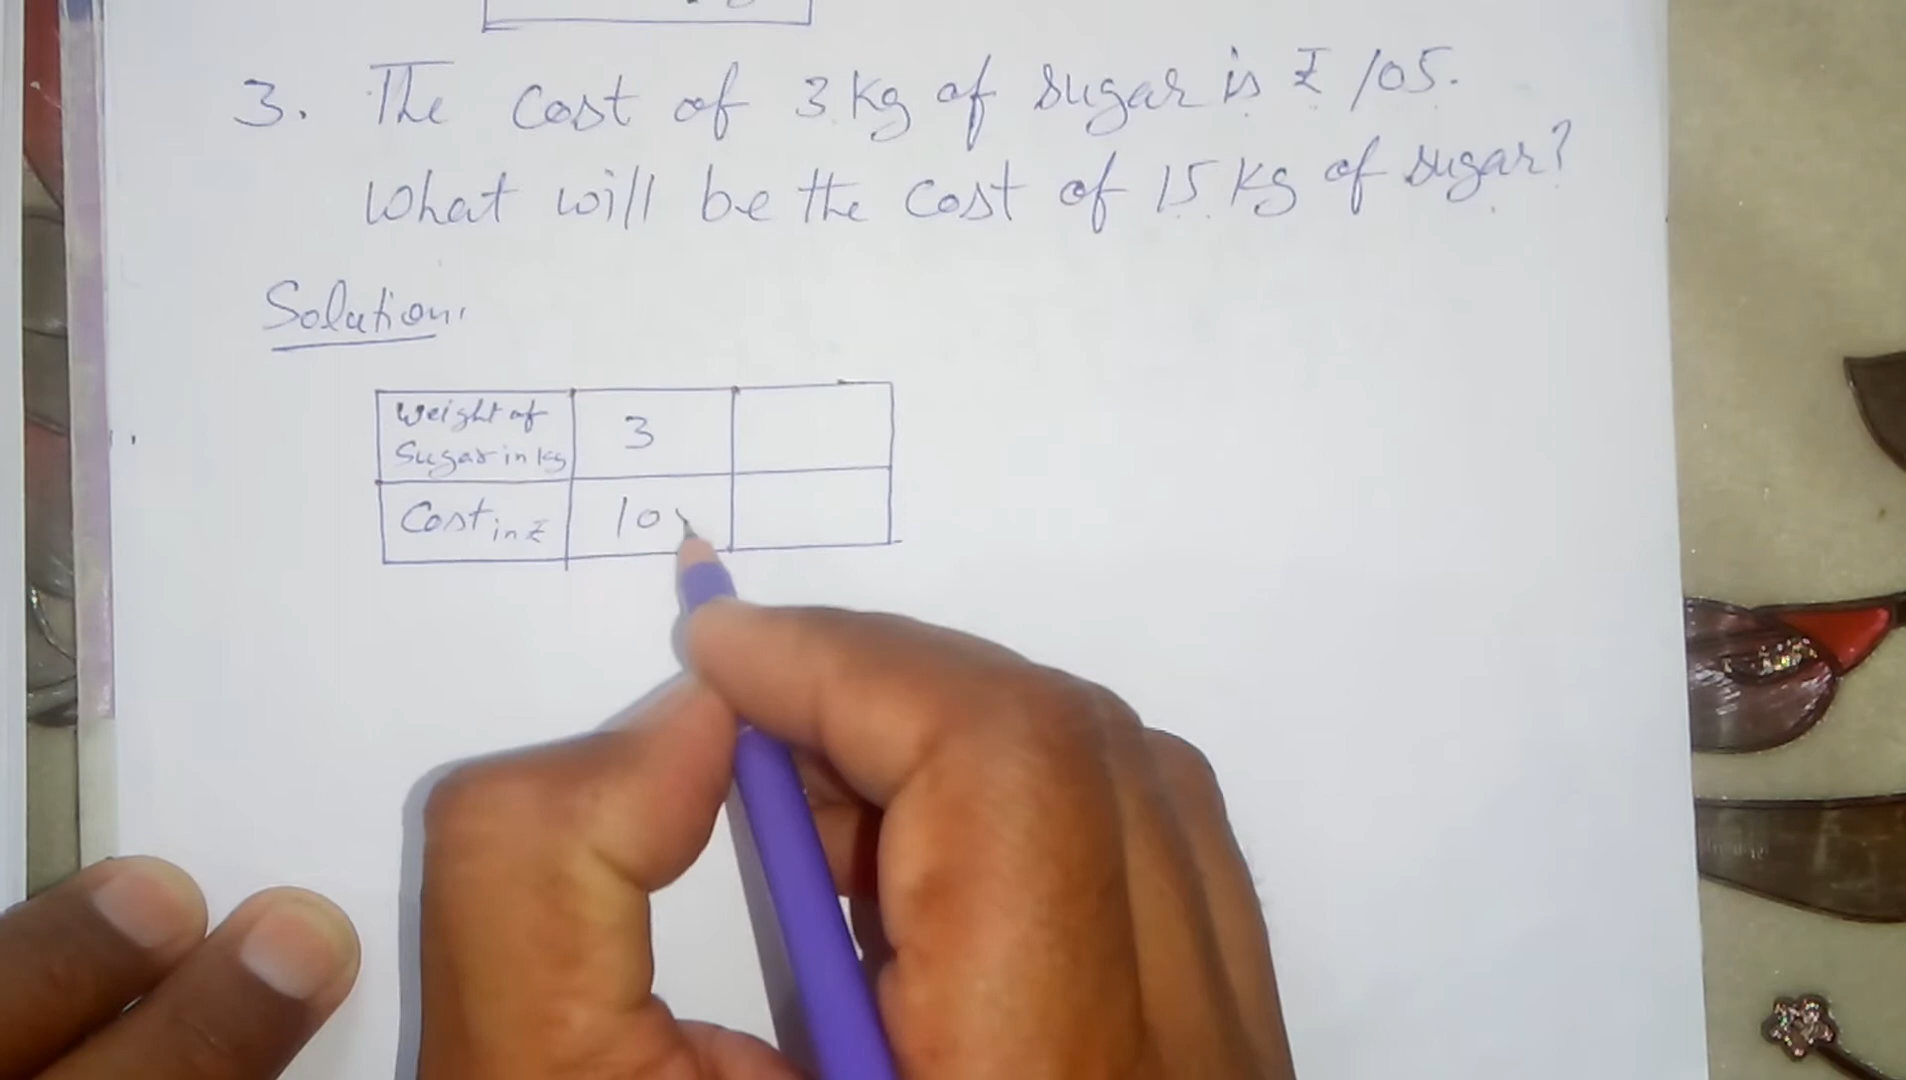 3. The cost of 3 kg of sugar is ₹ 105.
What will be the cost of 15 kg of sugar?
Solution.
Weight of
Sugar in kg
3
Cost in ₹
10